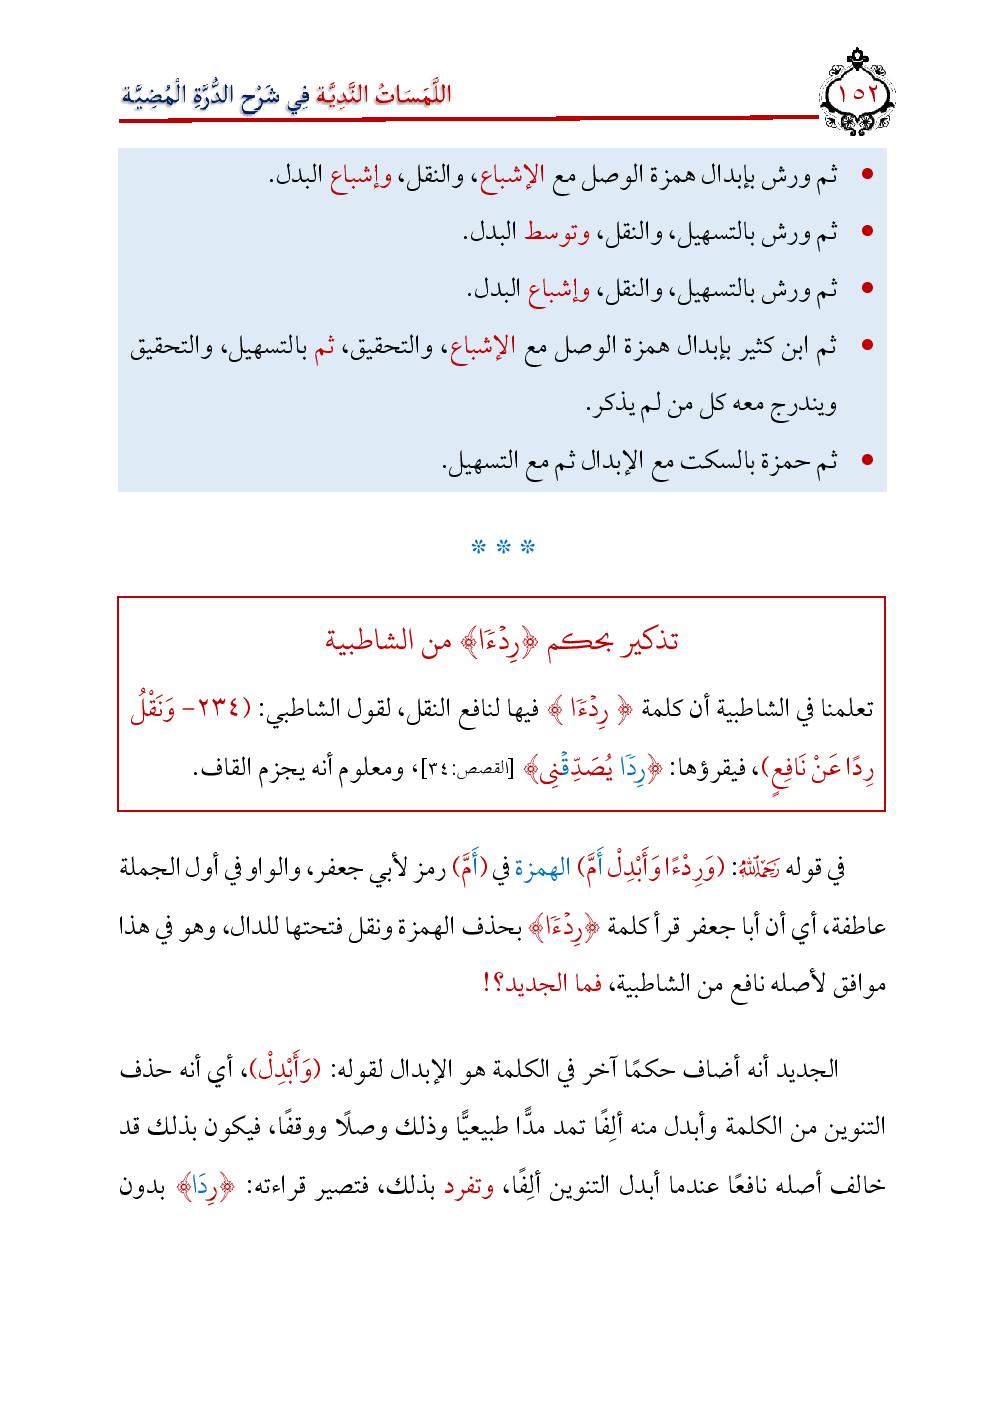 ١٥٢
اللَّمَسَاتُ النَّدِيَّة فِي شَرْح الدُّرَّةِ الْمُضِيَّة
• ثم ورش بإبدال همزة الوصل مع الإشباع، والنقل، وإشباع البدل.
• ثم ورش بالتسهيل، والنقل، وتوسط البدل.
• ثم ورش بالتسهيل، والنقل، وإشباع البدل.
• ثم ابن كثير بإبدال همزة الوصل مع الإشباع، والتحقيق، ثم بالتسهيل، والتحقيق
ويندرج معه كل من لم يذكر.
• ثم حمزة بالسكت مع الإبدال ثم مع التسهيل.
* * *
تذكير بحكم ﴿رِدْءًا﴾ من الشاطبية
تعلمنا في الشاطبية أن كلمة ﴿ رِدْءًا ﴾ فيها لنافع النقل، لقول الشاطبي: (٢٣٤- وَنَقْلُ
رِدًا عَنْ نَافِعٍ)، فيقرؤها: ﴿رِدًا يُصَدِّقْنِى﴾ [القصص:٣٤]، ومعلوم أنه يجزم القاف.
في قوله رَحِمَهُ ٱللَّهُ: (وَرِدْءًا وَأَبْدِلْ أَمَّ) الهمزة في (أَمَّ) رمز لأبي جعفر، والواو في أول الجملة
عاطفة، أي أن أبا جعفر قرأ كلمة ﴿رِدْءًا﴾ بحذف الهمزة ونقل فتحتها للدال، وهو في هذا
موافق لأصله نافع من الشاطبية، فما الجديد؟!
الجديد أنه أضاف حكمًا آخر في الكلمة هو الإبدال لقوله: (وَأَبْدِلْ)، أي أنه حذف
التنوين من الكلمة وأبدل منه ألِفًا تمد مدًّا طبيعيًّا وذلك وصلًا ووقفًا، فيكون بذلك قد
خالف أصله نافعًا عندما أبدل التنوين ألِفًا، وتفرد بذلك، فتصير قراءته: ﴿رِدَا﴾ بدون